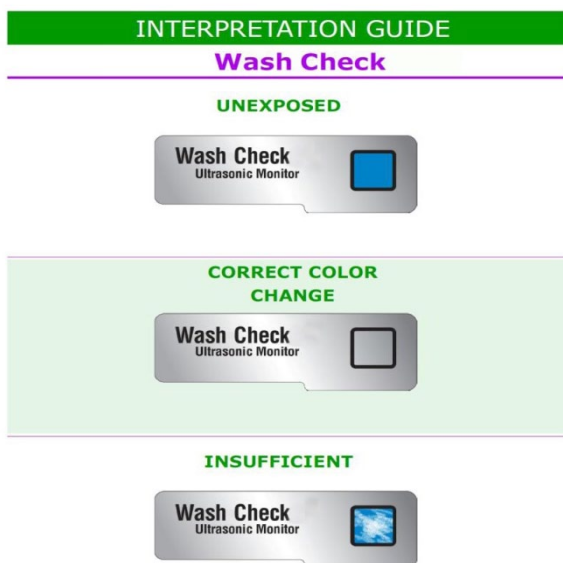 INTERPRETATION GUIDE
Wash Check
UNEXPOSED
Wash Check
Ultrasonic Monitor
CORRECT COLOR
CHANGE
Wash Check
Ultrasonic Monitor
INSUFFICIENT
Wash Check
Ultrasonic Monitor